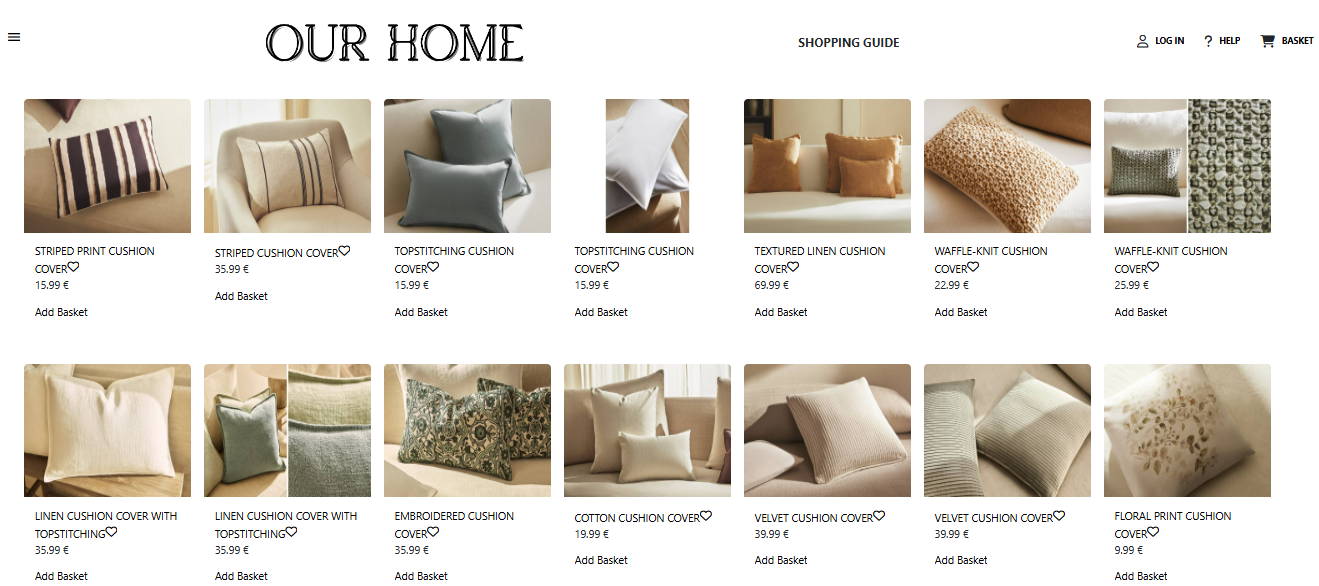 OUR HOME
SHOPPING GUIDE
LOG IN
? HELP
BASKET
STRIPED PRINT CUSHION
COVER
15.99 €
Add Basket
STRIPED CUSHION COVER
35.99 €
Add Basket
TOPSTITCHING CUSHION
COVER
15.99 €
Add Basket
TOPSTITCHING CUSHION
COVER
15.99 €
Add Basket
TEXTURED LINEN CUSHION
COVER
69.99 €
Add Basket
WAFFLE-KNIT CUSHION
COVER
22.99 €
Add Basket
WAFFLE-KNIT CUSHION
COVER
25.99 €
Add Basket
LINEN CUSHION COVER WITH
TOPSTITCHING
35.99 €
Add Basket
LINEN CUSHION COVER WITH
TOPSTITCHING
35.99 €
Add Basket
EMBROIDERED CUSHION
COVER
35.99 €
Add Basket
COTTON CUSHION COVER
19.99 €
Add Basket
VELVET CUSHION COVER
39.99 €
Add Basket
VELVET CUSHION COVER
39.99 €
Add Basket
FLORAL PRINT CUSHION
COVER
9.99 €
Add Basket